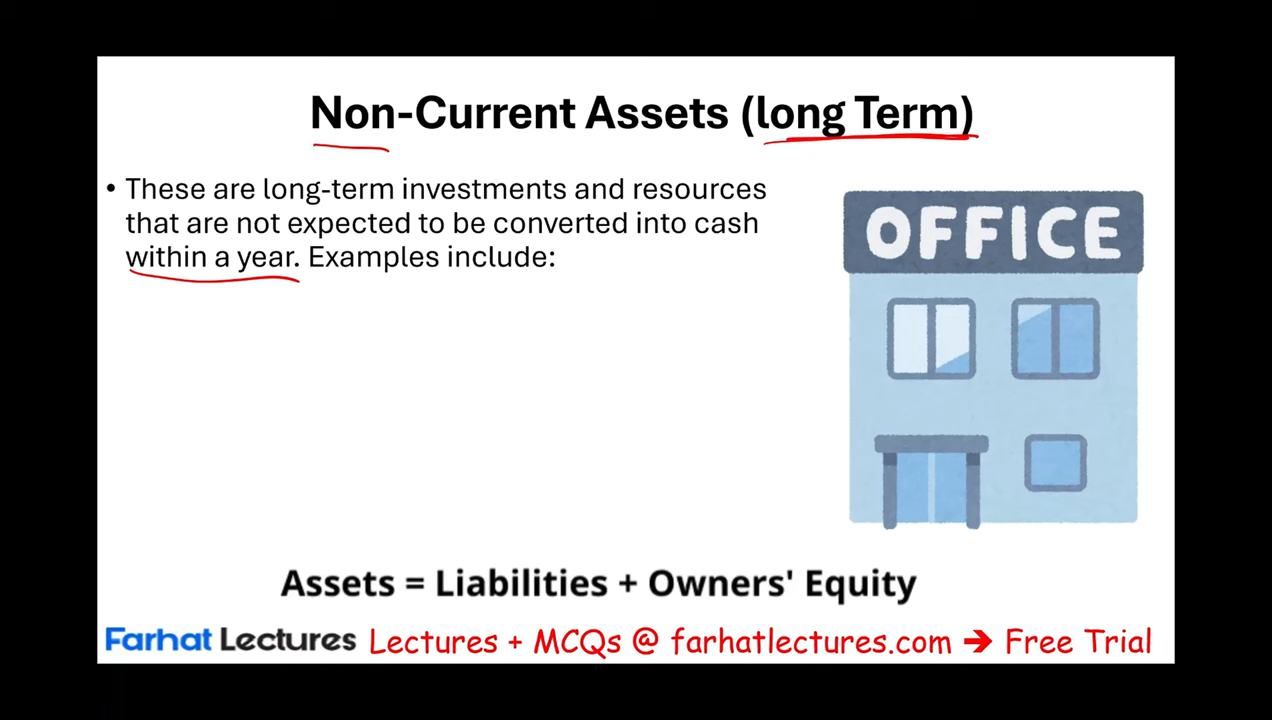 Non-Current Assets (long Term)
• These are long-term investments and resources
that are not expected to be converted into cash
within a year. Examples include:
OFFICE
Assets = Liabilities + Owners' Equity
Farhat Lectures Lectures + MCQs @ farhatlectures.com → Free Trial